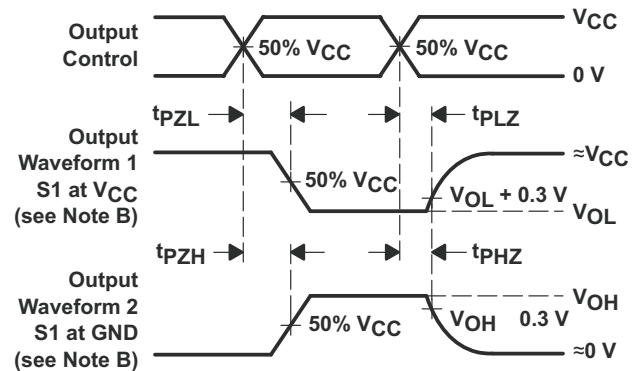 Output
Control
50% VCC
50% VCC
VCC
0 V
tPZL
tPLZ
Output
Waveform 1
S1 at VCC
(see Note B)
50% VCC
≈VCC
VOL + 0.3 V
VOL
tPZH
tPHZ
Output
Waveform 2
S1 at GND
(see Note B)
50% VCC
VOH
VOH 0.3 V
≈0 V